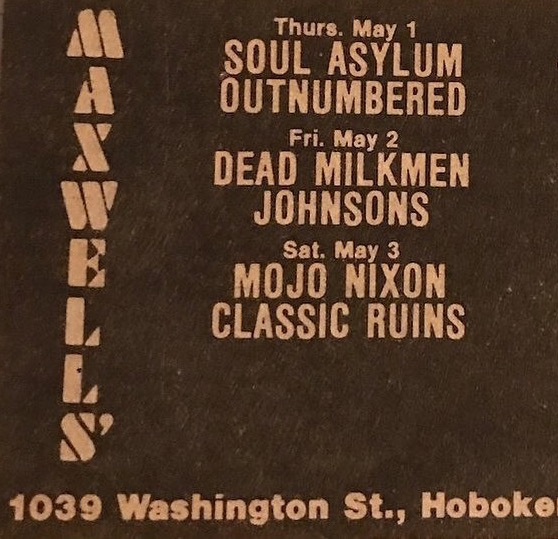 MAXWELLS'
Thurs. May 1
SOUL ASYLUM
OUTNUMBERED
Fri. May 2
DEAD MILKMEN
JOHNSONS
Sat. May 3
MOJO NIXON
CLASSIC RUINS
1039 Washington St., Hoboke